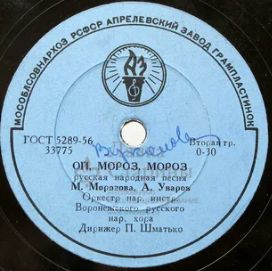 МОСОБЛСОВНАРХОЗ РСФСР АПРЕЛЕВСКИЙ ЗАВОД ГРАМПЛАСТИНОК
АЗ
ГОСТ 5289-56
33775
Вторая гр.
0-30
ОЙ, МОРОЗ, МОРОЗ
русская народная песня
М. Морозова, А. Уваров
Оркестр нар. инстр.
Воронежского русского
нар. хора
Дирижер П. Шматько